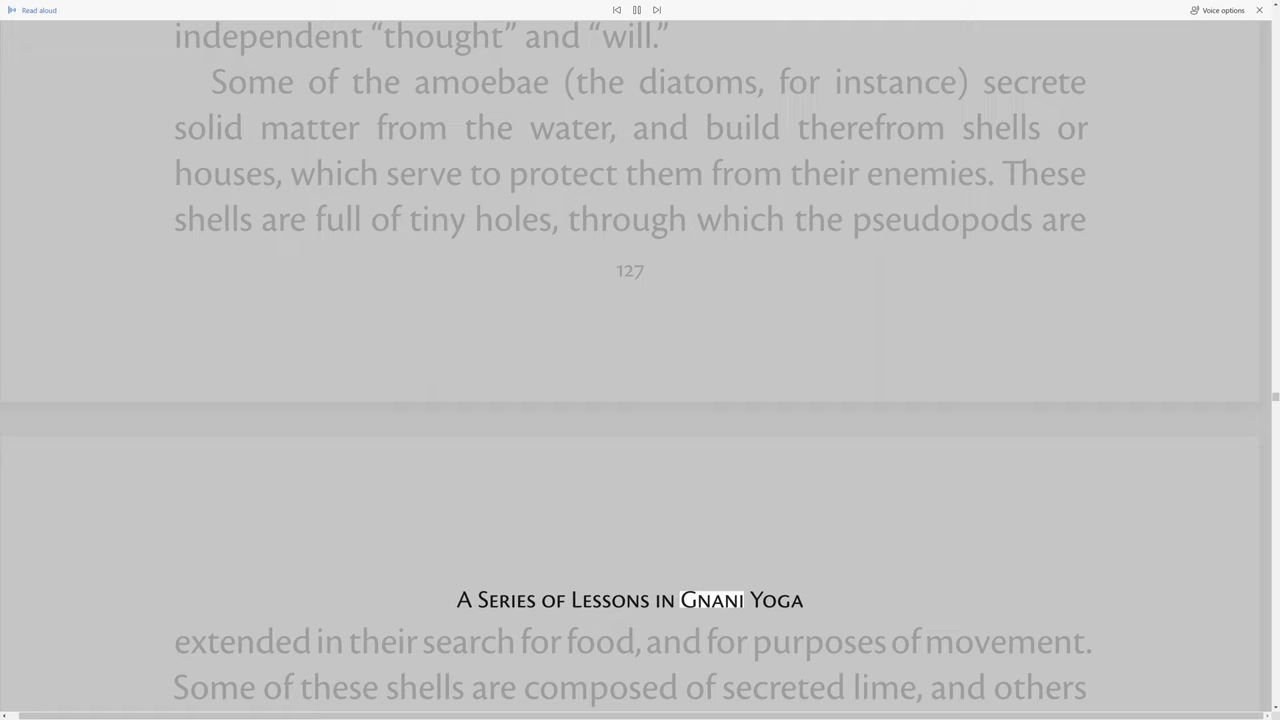 Read aloud
Voice options
independent “thought” and “will.”
Some of the amoebae (the diatoms, for instance) secrete
solid matter from the water, and build therefrom shells or
houses, which serve to protect them from their enemies. These
shells are full of tiny holes, through which the pseudopods are
127
A Series of Lessons in Gnani Yoga
extended in their search for food, and for purposes of movement.
Some of these shells are composed of secreted lime, and others